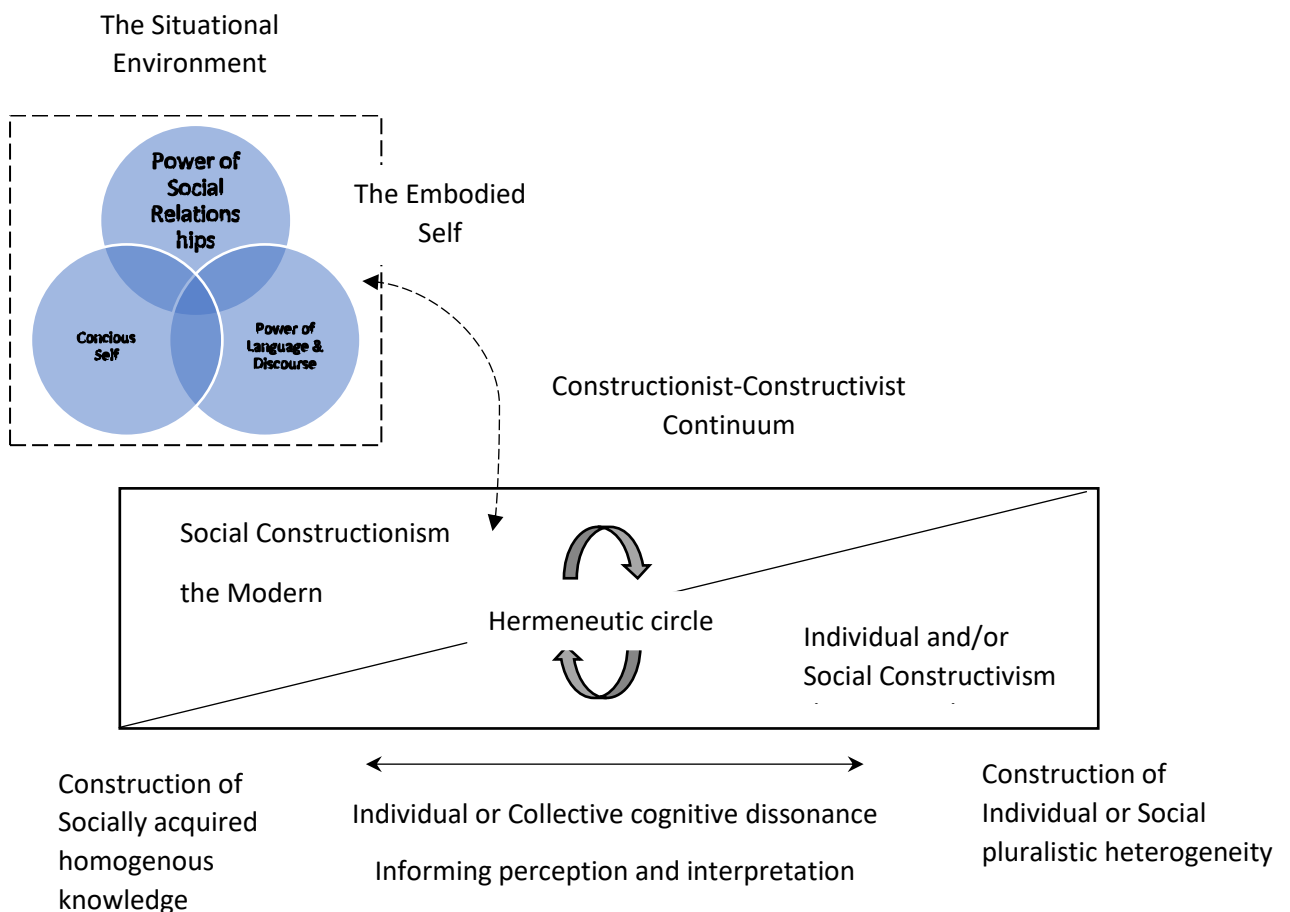 The Situational
Environment
Power of
Social
Relations
hips
The Embodied
Self
Concious
Self
Power of
Language &
Discourse
Constructionist-Constructivist
Continuum
Social Constructionism
the Modern
Hermeneutic circle
Individual and/or
Social Constructivism
Construction of
Socially acquired
homogenous
knowledge
Individual or Collective cognitive dissonance
Informing perception and interpretation
Construction of
Individual or Social
pluralistic heterogeneity